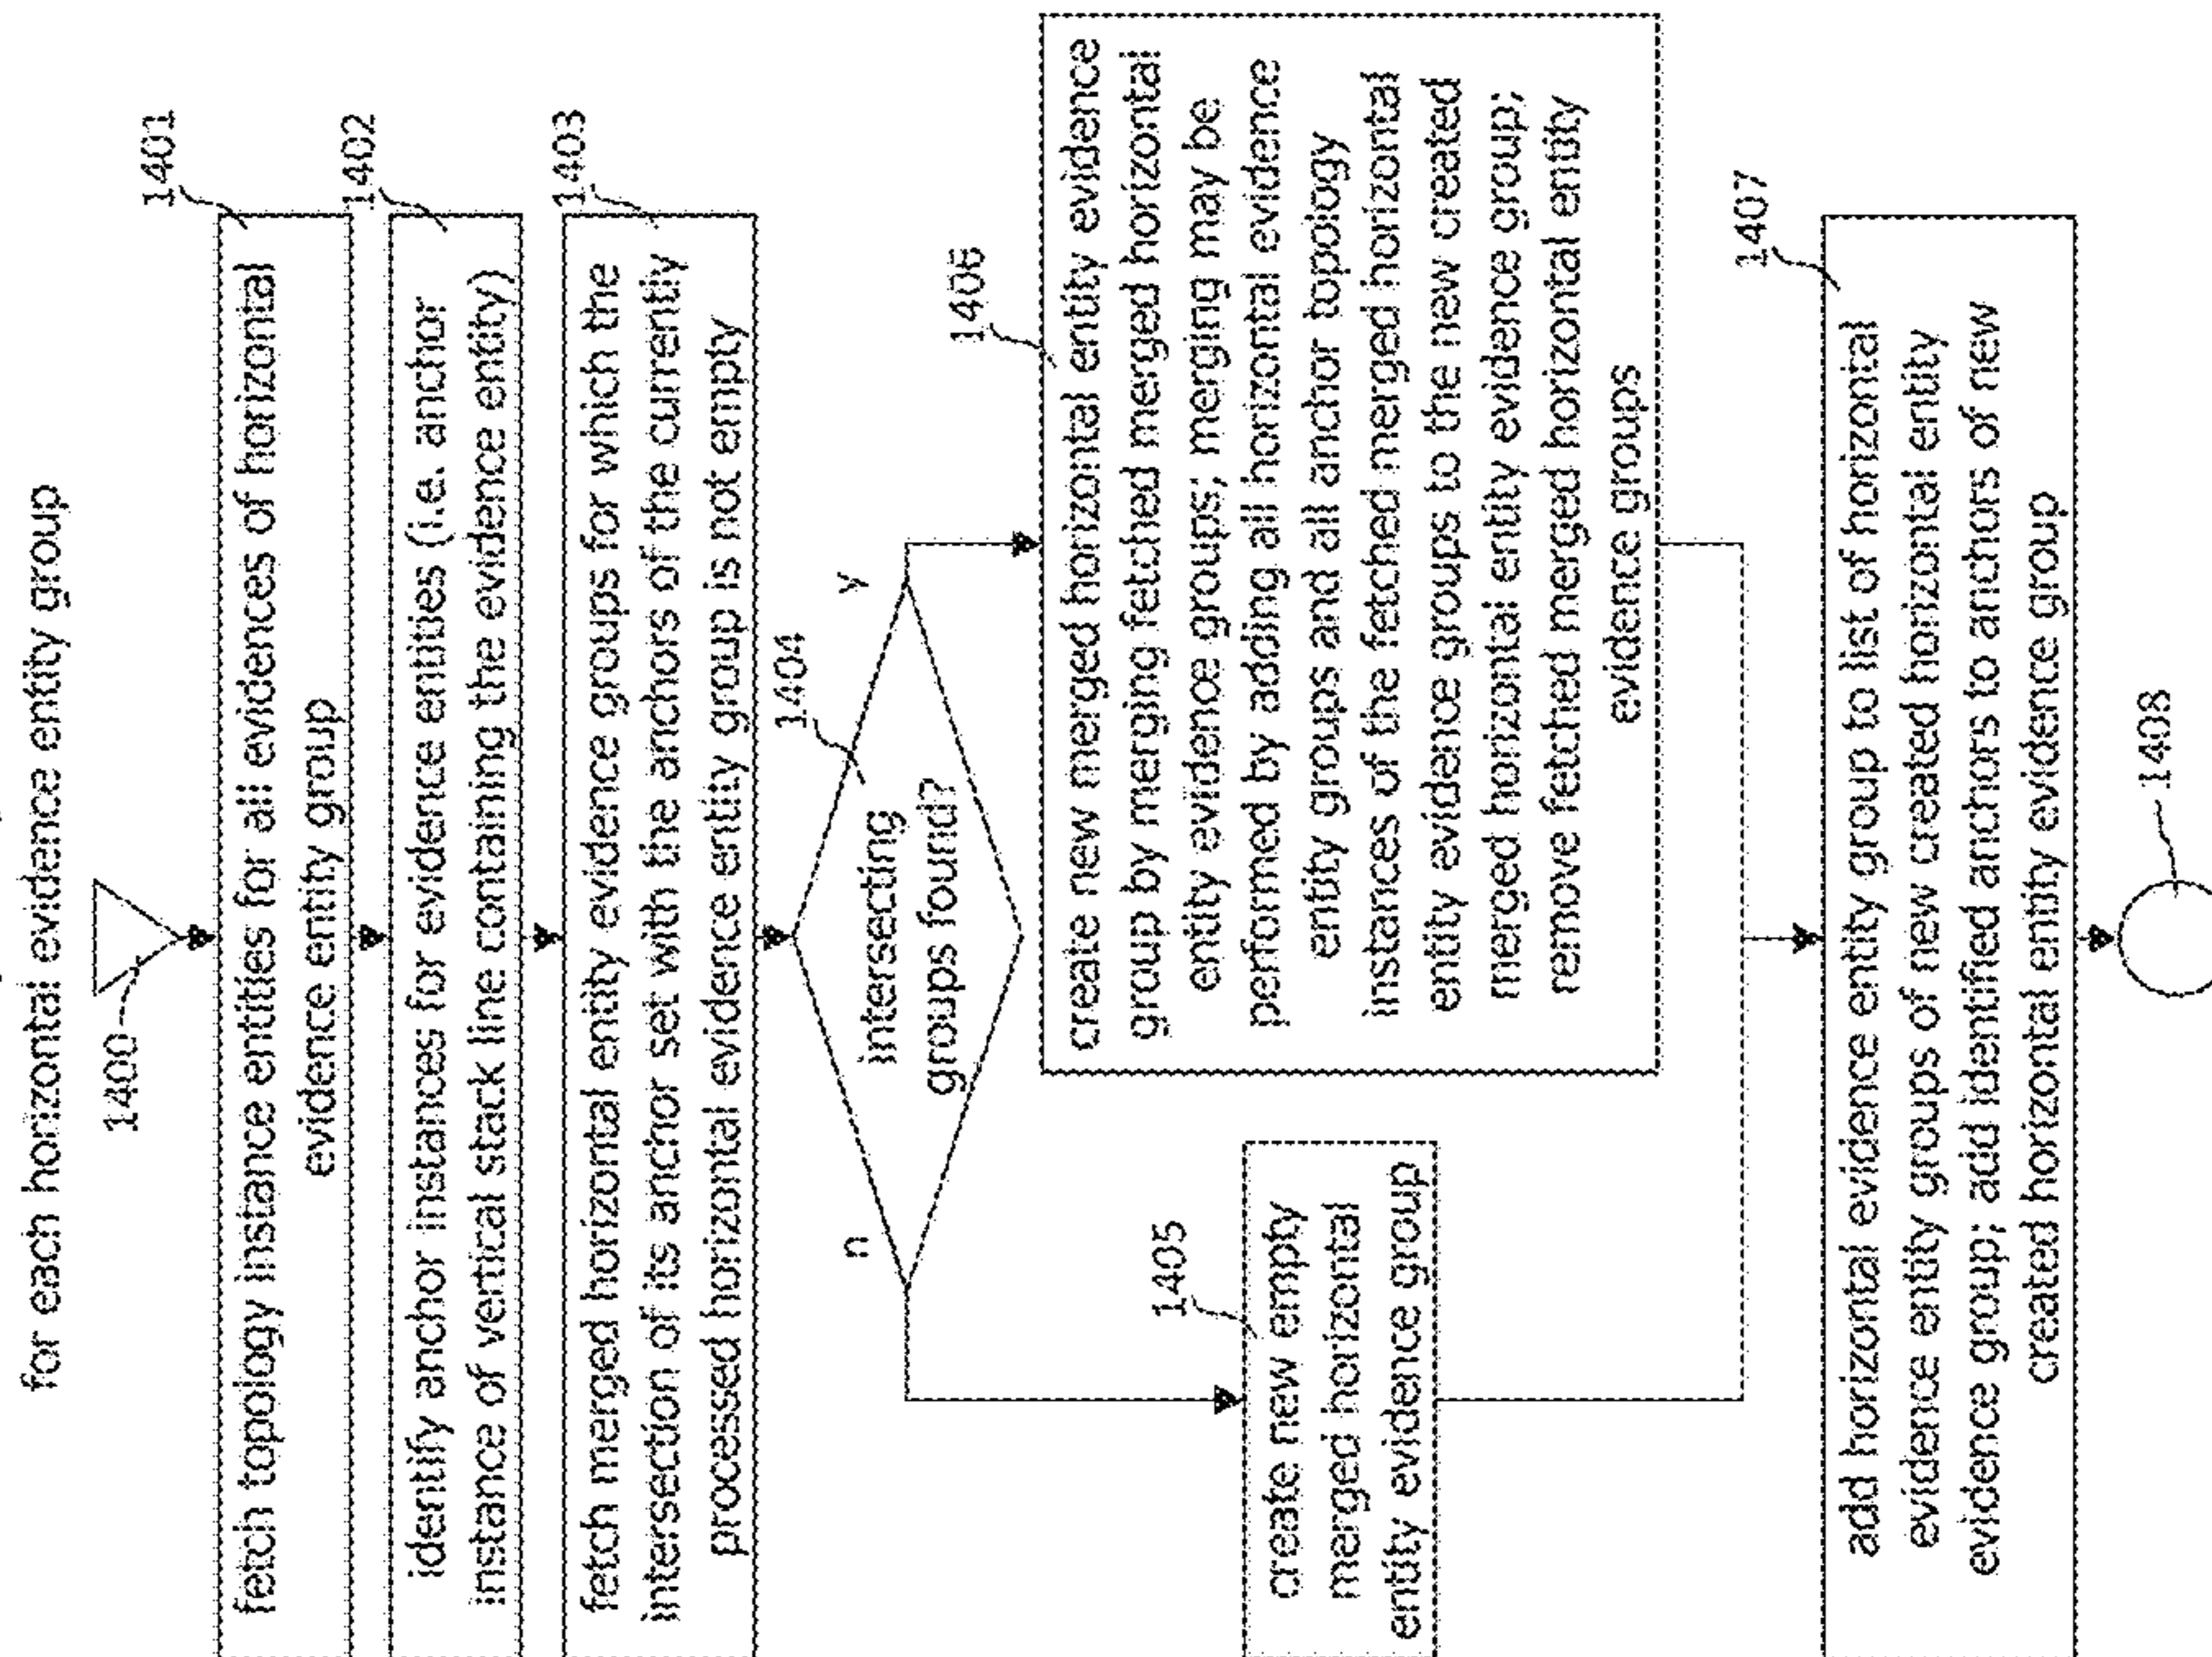 for each horizontal evidence entity group
1400
1401
fetch topology instance entities for all evidences of horizontal
evidence entity group
1402
identify anchor instances for evidence entities (i.e. anchor
instance of vertical stack line containing the evidence entity)
1403
fetch merged horizontal entity evidence groups for which the
intersection of its anchor set with the anchors of the currently
processed horizontal evidence entity group is not empty
1404
intersecting
groups found?
n
y
1405
create new empty
merged horizontal
entity evidence group
1406
create new merged horizontal entity evidence
group by merging fetched merged horizontal
entity evidence groups; merging may be
performed by adding all horizontal evidence
entity groups and all anchor topology
instances of the fetched merged horizontal
entity evidence groups to the new created
merged horizontal entity evidence group;
remove fetched merged horizontal entity
evidence groups
1407
add horizontal evidence entity group to list of horizontal
evidence entity groups of new created horizontal entity
evidence group; add identified anchors to anchors of new
created horizontal entity evidence group
1408